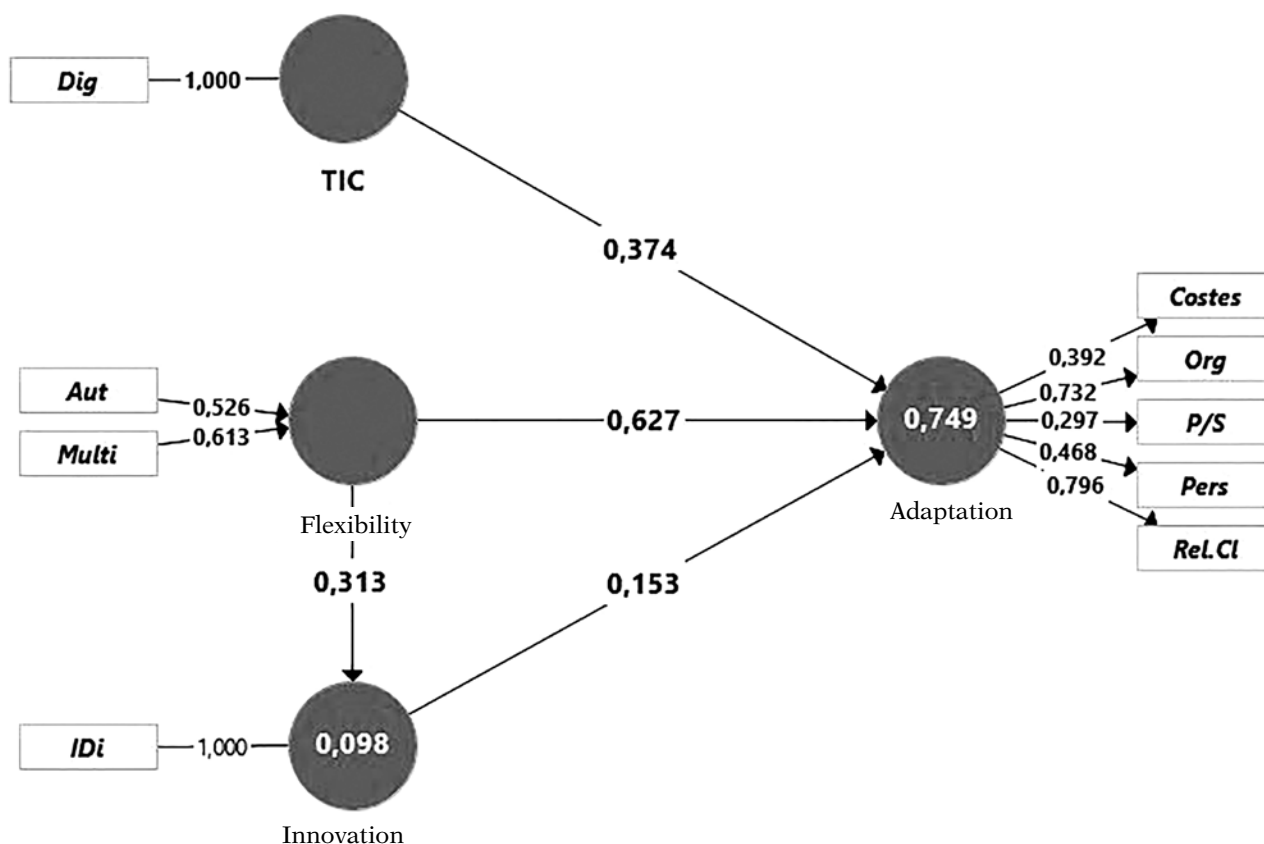 Dig
1,000
TIC
0,374
Costes
0,392
Org
0,732
Aut
0,526
0,627
0,749
0,297
P/S
Multi
0,613
0,468
Pers
0,796
Flexibility
Adaptation
Rel.Cl
0,313
0,153
IDi
1,000
0,098
Innovation